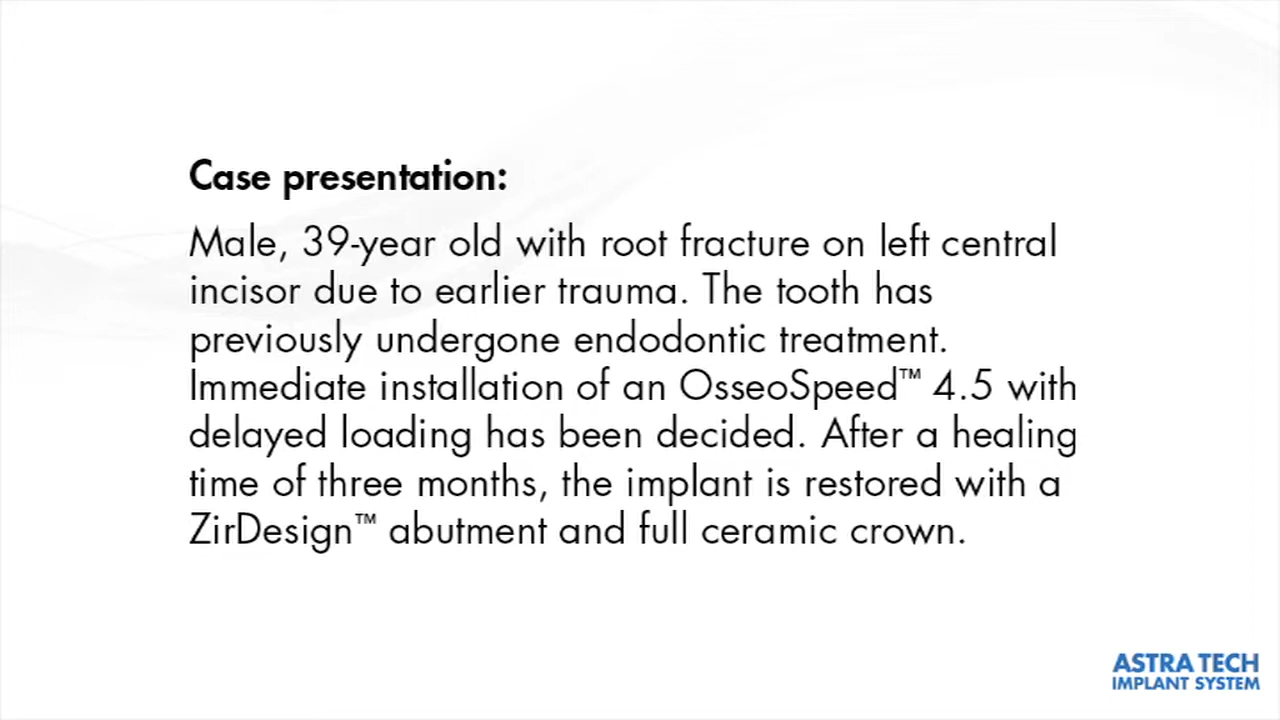 Case presentation:
Male, 39-year old with root fracture on left central
incisor due to earlier trauma. The tooth has
previously undergone endodontic treatment.
Immediate installation of an OsseoSpeed™ 4.5 with
delayed loading has been decided. After a healing
time of three months, the implant is restored with a
ZirDesign™ abutment and full ceramic crown.
ASTRA TECH
IMPLANT SYSTEM